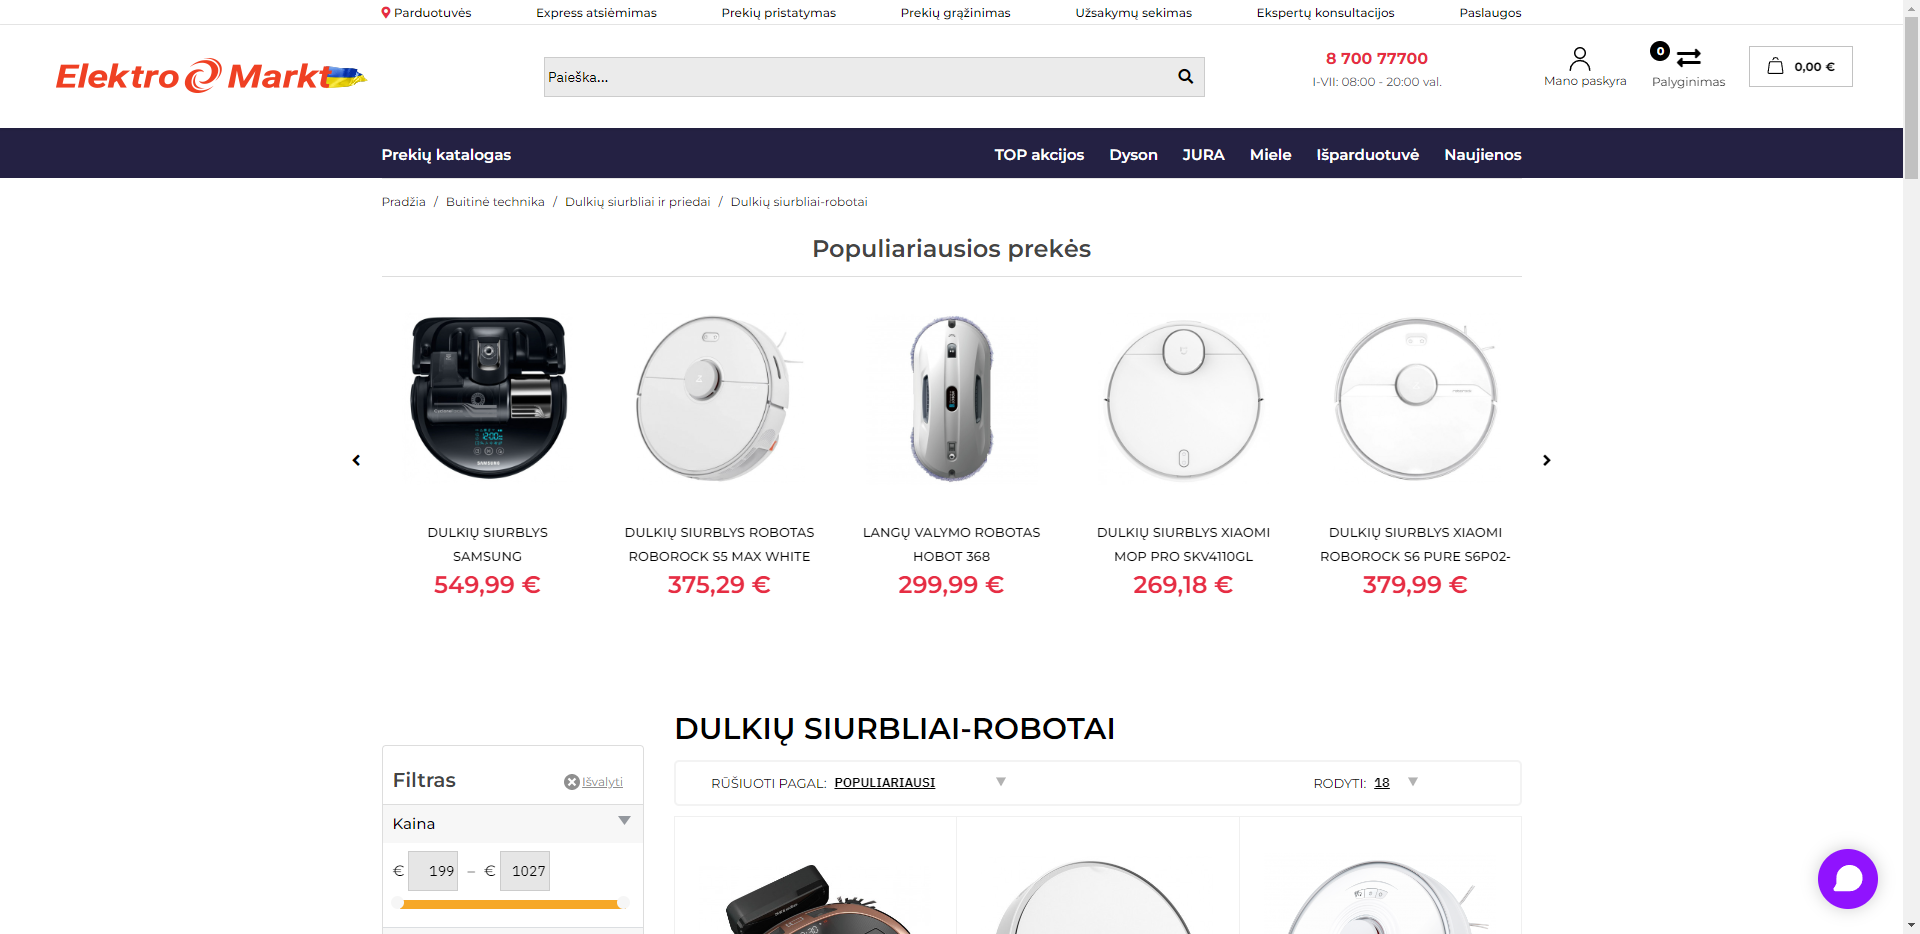 Parduotuvės Express atsiėmimas Prekių pristatymas Prekių grąžinimas Užsakymų sekimas Ekspertų konsultacijos Paslaugos
Elektro Markt
Paieška...
8 700 77700
I-VII: 08:00 - 20:00 val.
Mano paskyra
0
Palyginimas
0,00 €
Prekių katalogas TOP akcijos Dyson JURA Miele Išparduotuvė Naujienos
Pradžia / Buitinė technika / Dulkių siurbliai ir priedai / Dulkių siurbliai-robotai
Populiariausios prekės
12:00
SAMSUNG
DULKIŲ SIURBLYS
SAMSUNG
549,99 €
DULKIŲ SIURBLYS ROBOTAS
ROBOROCK S5 MAX WHITE
375,29 €
LANGŲ VALYMO ROBOTAS
HOBOT 368
299,99 €
DULKIŲ SIURBLYS XIAOMI
MOP PRO SKV4110GL
269,18 €
DULKIŲ SIURBLYS XIAOMI
ROBOROCK S6 PURE S6P02-
379,99 €
DULKIŲ SIURBLIAI-ROBOTAI
Filtras
Išvalyti
Kaina
€ 199 – € 1027
RŪŠIUOTI PAGAL: POPULIARIAUSI
RODYTI: 18